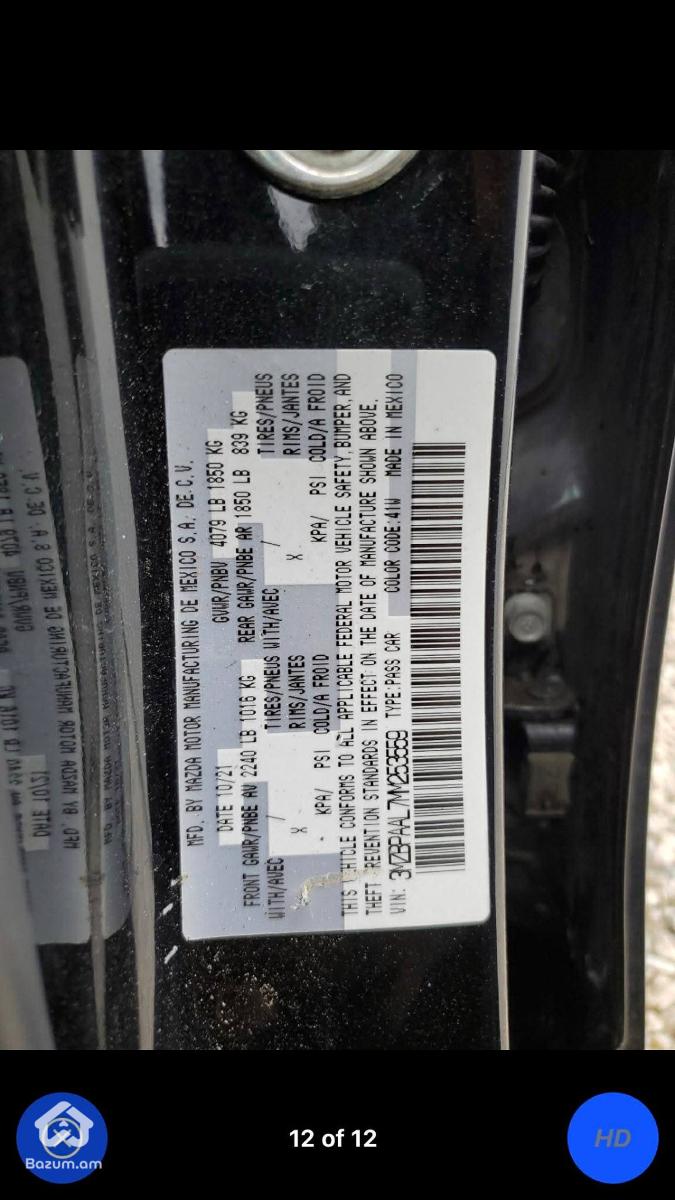 MFD. BY MAZDA MOTOR MANUFACTURING DE MEXICO S.A. DE C.V.
DATE 10/21 GVWR/PNBV 4079 LB 1850 KG
FRONT GAWR/PNBE AV 2240 LB 1016 KG REAR GAWR/PNBE AR 1850 LB 839 KG
WITH/AVEC / TIRES/PNEUS WITH/AVEC / TIRES/PNEUS
X RIMS/JANTES X RIMS/JANTES
- KPA/ PSI COLD/A FROID KPA/ PSI COLD/A FROID
THIS VEHICLE CONFORMS TO ALL APPLICABLE FEDERAL MOTOR VEHICLE SAFETY, BUMPER, AND
THEFT PREVENTION STANDARDS IN EFFECT ON THE DATE OF MANUFACTURE SHOWN ABOVE.
VIN: 3MZBPAAL7MM253559 TYPE:PASS CAR COLOR CODE:41W MADE IN MEXICO
Bazum.am
12 of 12
HD